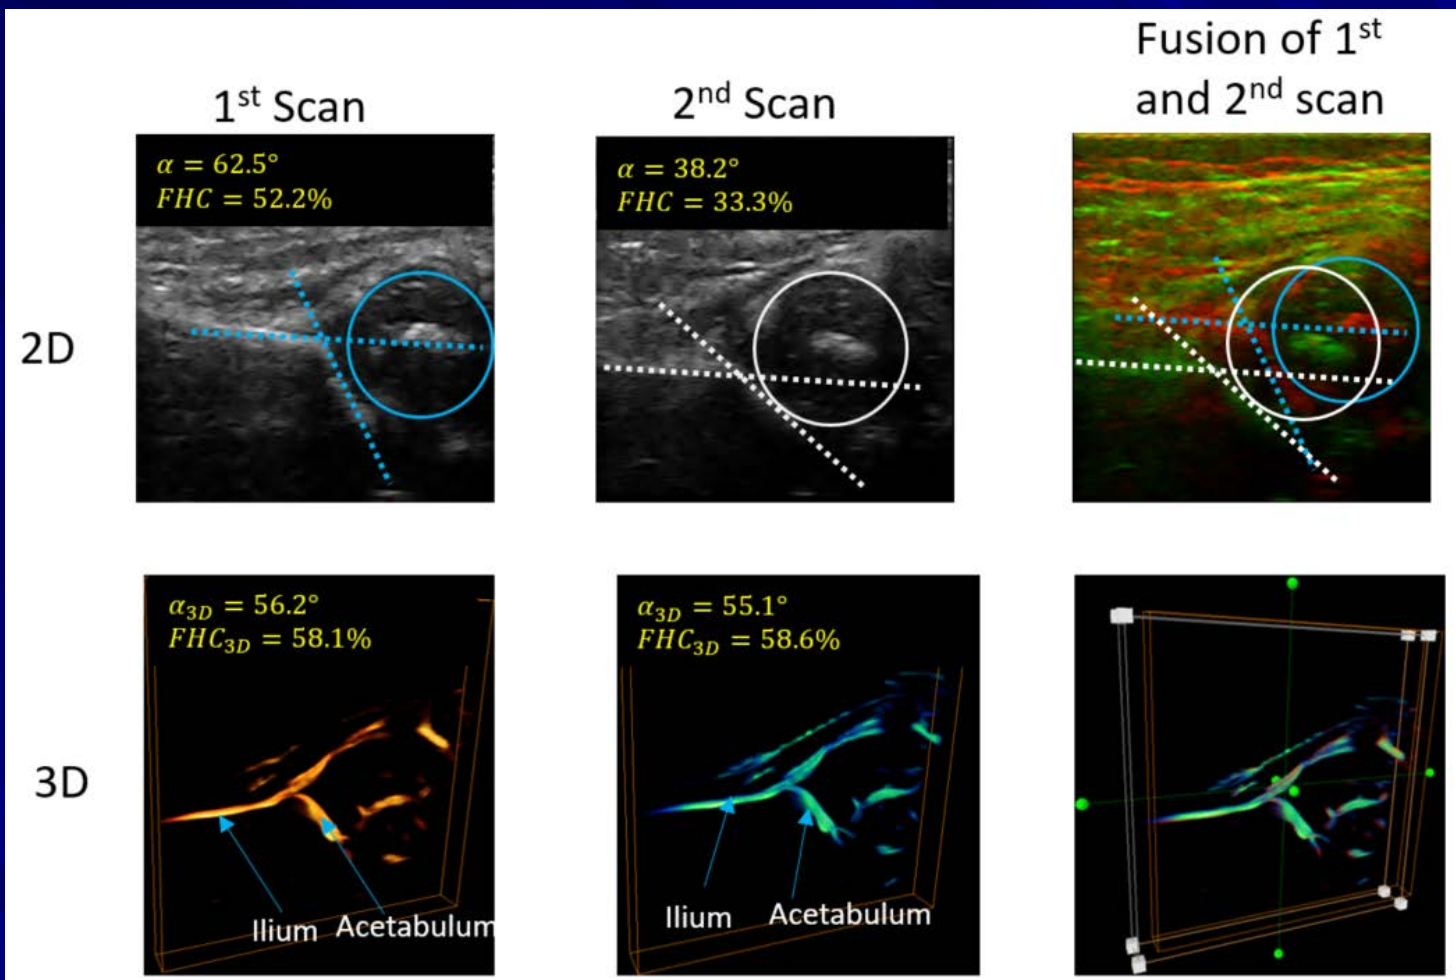 1st Scan
2nd Scan
Fusion of 1st
and 2nd scan
2D
α = 62.5°
FHC = 52.2%
α = 38.2°
FHC = 33.3%
3D
α3D = 56.2°
FHC3D = 58.1%
Ilium
Acetabulum
α3D = 55.1°
FHC3D = 58.6%
Ilium
Acetabulum